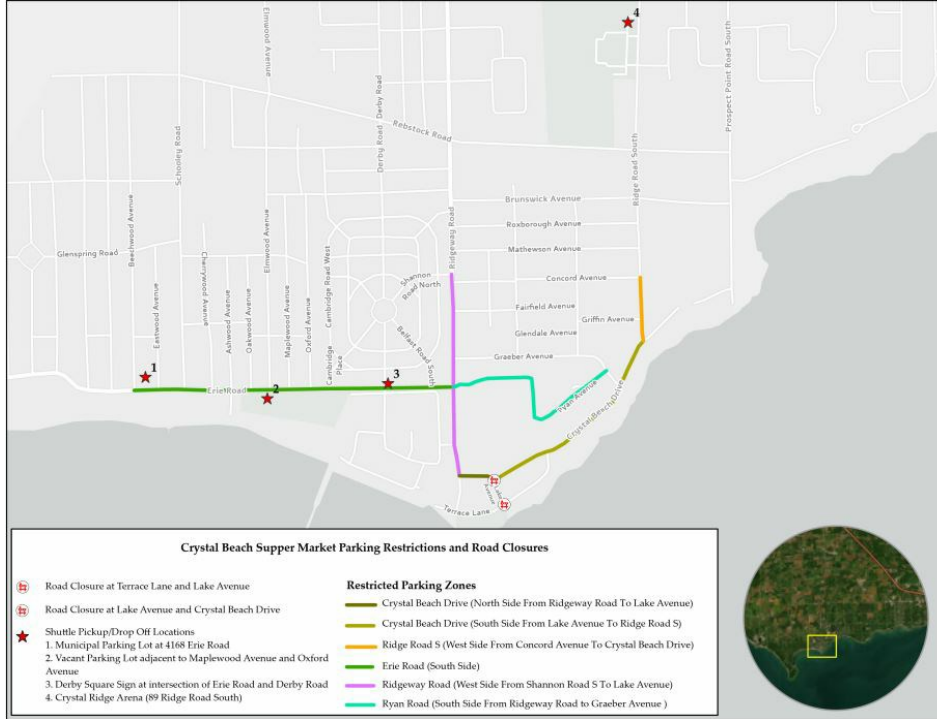 4
Elmwood Avenue
Derby Road
Derby Road
Rebstock Road
Prospect Point Road South
Ridge Road South
Schooley Road
Brunswick Avenue
Roxborough Avenue
Mathewson Avenue
Glenspring Road
Beechwood Avenue
Cherrywood Avenue
Elmwood Avenue
Cambridge Road West
Ridgeway Road
Shannon
Road North
Concord Avenue
Eastwood Avenue
Ashwood Avenue
Oakwood Avenue
Maplewood Avenue
Oxford Avenue
Fairfield Avenue
Griffin Avenue
Glendale Avenue
Cambridge
Place
Belfast Road South
Graeber Avenue
1
3
2
Erie Road
Ryan Avenue
Crystal Beach Drive
Lake
Avenue
Terrace Lane
Crystal Beach Supper Market Parking Restrictions and Road Closures
Road Closure at Terrace Lane and Lake Avenue
Road Closure at Lake Avenue and Crystal Beach Drive
Shuttle Pickup/Drop Off Locations
1. Municipal Parking Lot at 4168 Erie Road
2. Vacant Parking Lot adjacent to Maplewood Avenue and Oxford
Avenue
3. Derby Square Sign at intersection of Erie Road and Derby Road
4. Crystal Ridge Arena (89 Ridge Road South)
Restricted Parking Zones
Crystal Beach Drive (North Side From Ridgeway Road To Lake Avenue)
Crystal Beach Drive (South Side From Lake Avenue To Ridge Road S)
Ridge Road S (West Side From Concord Avenue To Crystal Beach Drive)
Erie Road (South Side)
Ridgeway Road (West Side From Shannon Road S To Lake Avenue)
Ryan Road (South Side From Ridgeway Road to Graeber Avenue )